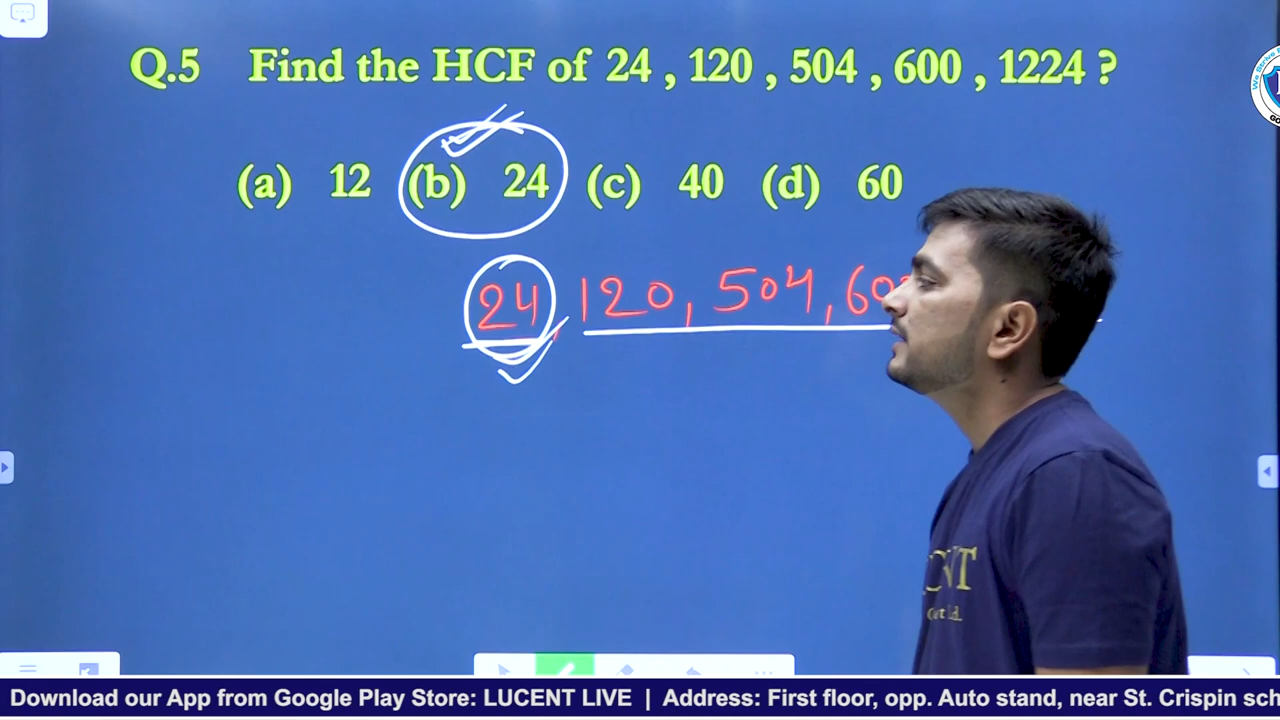 Q.5 Find the HCF of 24 , 120 , 504 , 600 , 1224 ?
(a) 12 (b) 24 (c) 40 (d) 60
24, 120, 504, 60
Download our App from Google Play Store: LUCENT LIVE | Address: First floor, opp. Auto stand, near St. Crispin sch